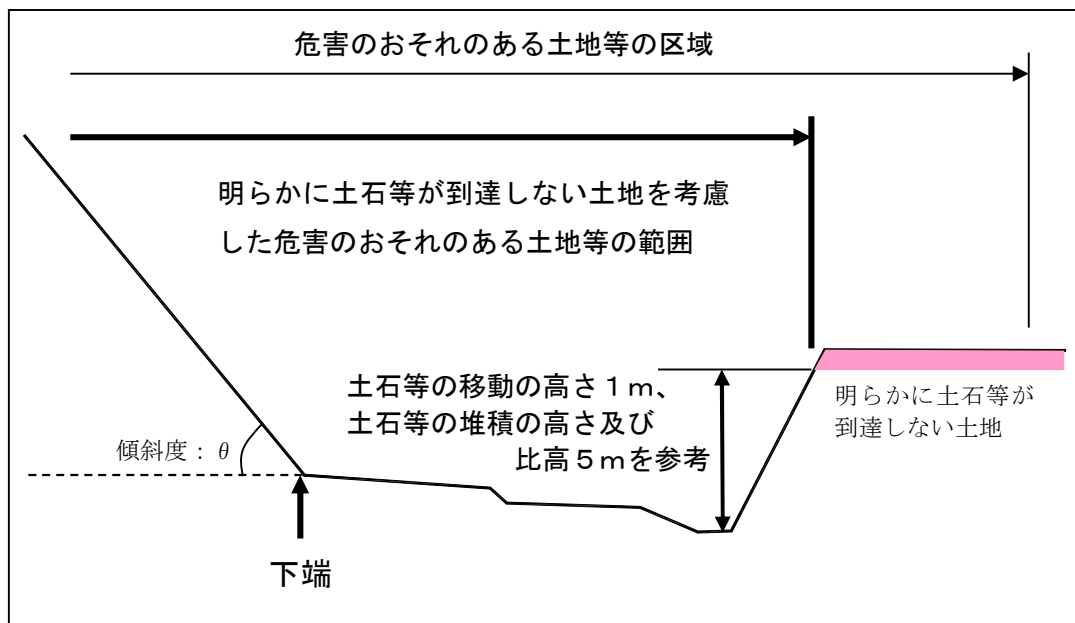 危害のおそれのある土地等の区域
明らかに土石等が到達しない土地を考慮
した危害のおそれのある土地等の範囲
土石等の移動の高さ1m、
土石等の堆積の高さ及び
比高5mを参考
明らかに土石等が
到達しない土地
傾斜度：θ
下端